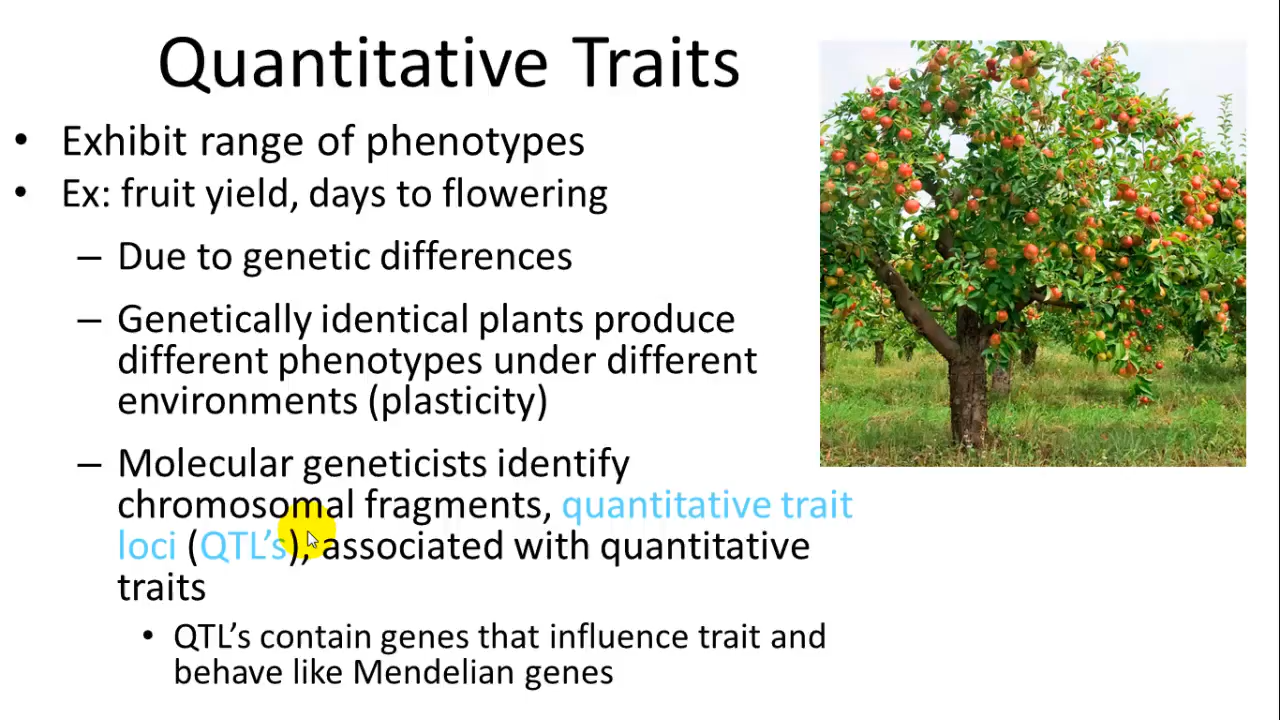 Quantitative Traits
• Exhibit range of phenotypes
• Ex: fruit yield, days to flowering
– Due to genetic differences
– Genetically identical plants produce
different phenotypes under different
environments (plasticity)
– Molecular geneticists identify
chromosomal fragments, quantitative trait
loci (QTL’s), associated with quantitative
traits
• QTL’s contain genes that influence trait and
behave like Mendelian genes